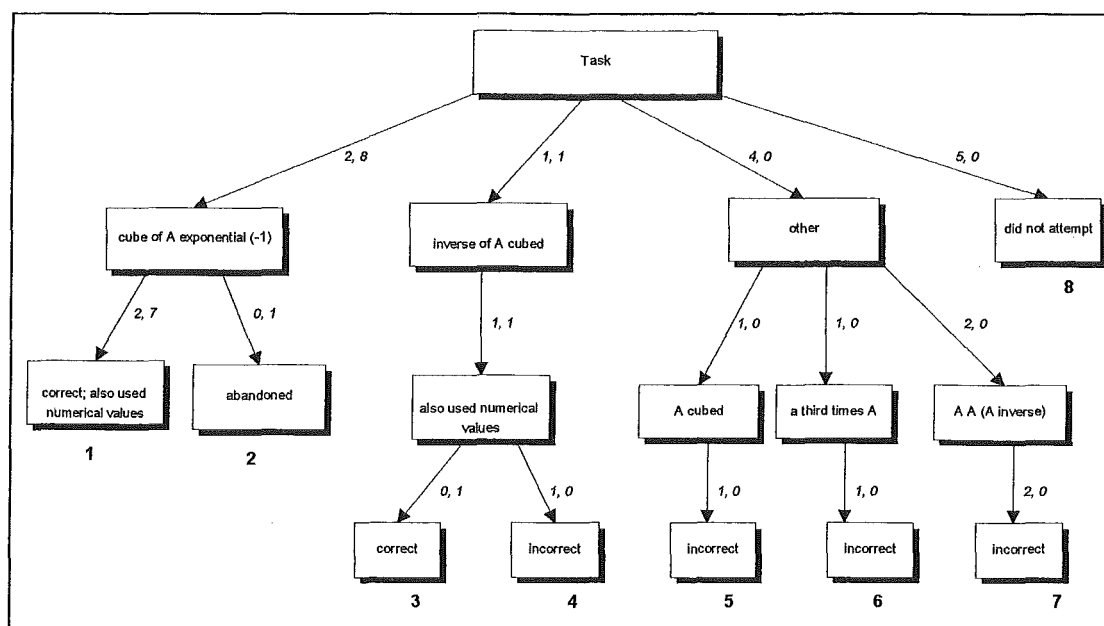 Task
2, 8
1, 1
4, 0
5, 0
cube of A exponential (-1)
inverse of A cubed
other
did not attempt
8
2, 7
0, 1
1, 1
1, 0
1, 0
2, 0
correct; also used
numerical values
abandoned
also used numerical
values
A cubed
a third times A
A A (A inverse)
1
2
0, 1
1, 0
1, 0
1, 0
2, 0
correct
incorrect
incorrect
incorrect
incorrect
3
4
5
6
7